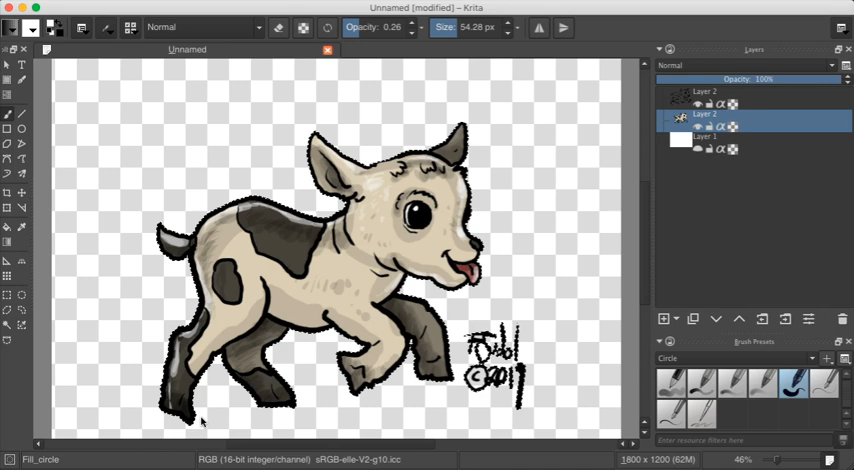 Unnamed [modified] – Krita
Normal
Opacity: 0.26
Size: 54.28 px
Unnamed
Layers
Normal
Opacity: 100%
Layer 2
Layer 2
Layer 1
©2017
Brush Presets
Circle
Enter resource filters here
Fill_circle
RGB (16-bit integer/channel) sRGB-elle-V2-g10.icc
1800 x 1200 (62M)
46%